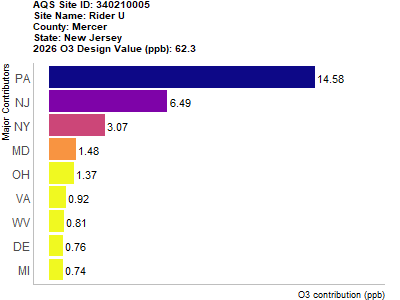 AQS Site ID: 340210005
Site Name: Rider U
County: Mercer
State: New Jersey
2026 O3 Design Value (ppb): 62.3
Major Contributors
PA 14.58
NJ 6.49
NY 3.07
MD 1.48
OH 1.37
VA 0.92
WV 0.81
DE 0.76
MI 0.74
O3 contribution (ppb)